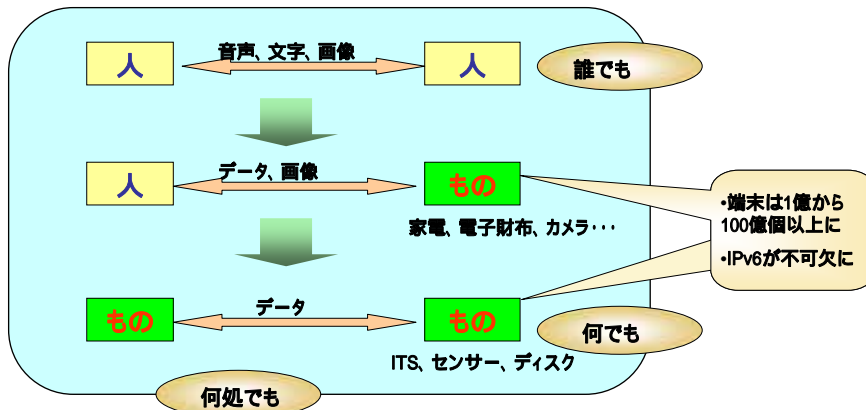 音声、文字、画像
人
人
誰でも
データ、画像
人
もの
家電、電子財布、カメラ・・・
・端末は1億から
100億個以上に
・IPv6が不可欠に
データ
もの
もの
何でも
ITS、センサー、ディスク
何処でも